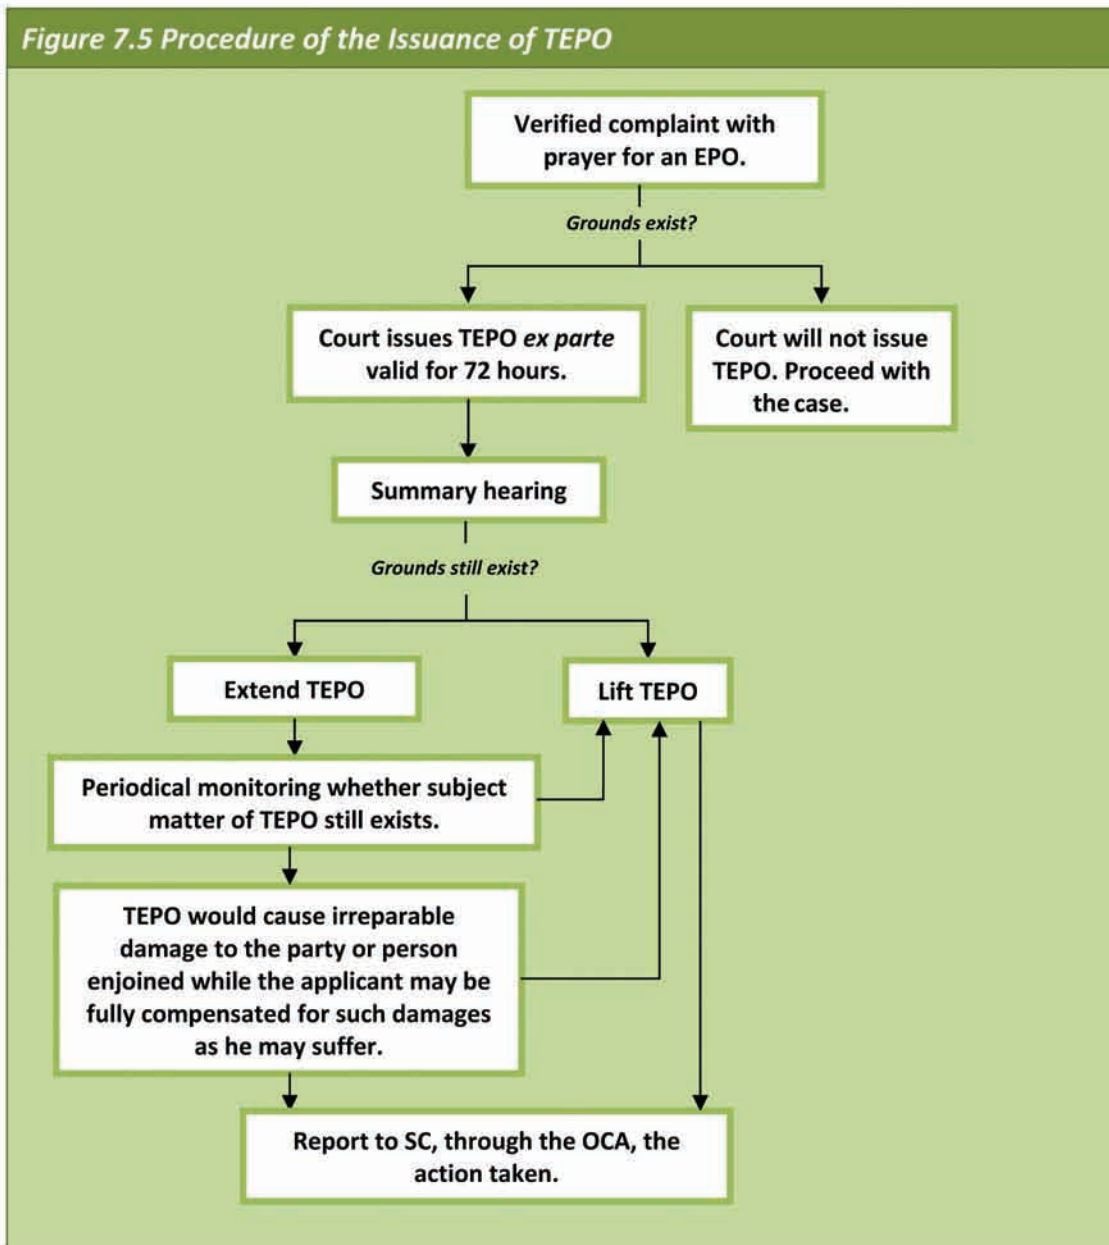 Figure 7.5 Procedure of the Issuance of TEPO
Verified complaint with
prayer for an EPO.
Grounds exist?
Court issues TEPO ex parte
valid for 72 hours.
Court will not issue
TEPO. Proceed with
the case.
Summary hearing
Grounds still exist?
Extend TEPO
Lift TEPO
Periodical monitoring whether subject
matter of TEPO still exists.
TEPO would cause irreparable
damage to the party or person
enjoined while the applicant may be
fully compensated for such damages
as he may suffer.
Report to SC, through the OCA, the
action taken.